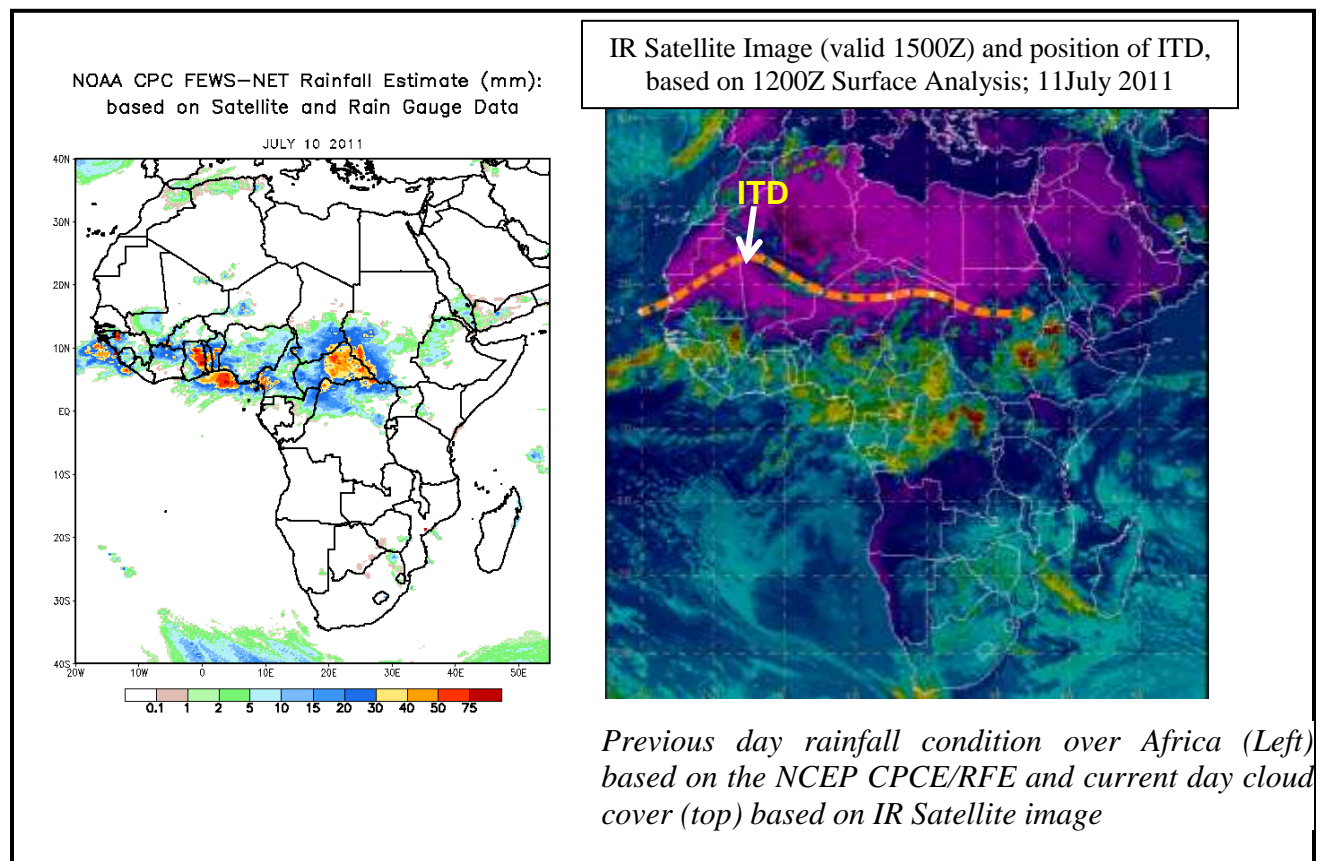 NOAA CPC FEWS-NET Rainfall Estimate (mm):
based on Satellite and Rain Gauge Data
JULY 10 2011
40N
30N
20N
10N
EQ
10S
20S
30S
40S
20W 10W 0 10E 20E 30E 40E 50E
0.1 1 2 5 10 15 20 30 40 50 75
IR Satellite Image (valid 1500Z) and position of ITD,
based on 1200Z Surface Analysis; 11July 2011
ITD
Previous day rainfall condition over Africa (Left)
based on the NCEP CPCE/RFE and current day cloud
cover (top) based on IR Satellite image